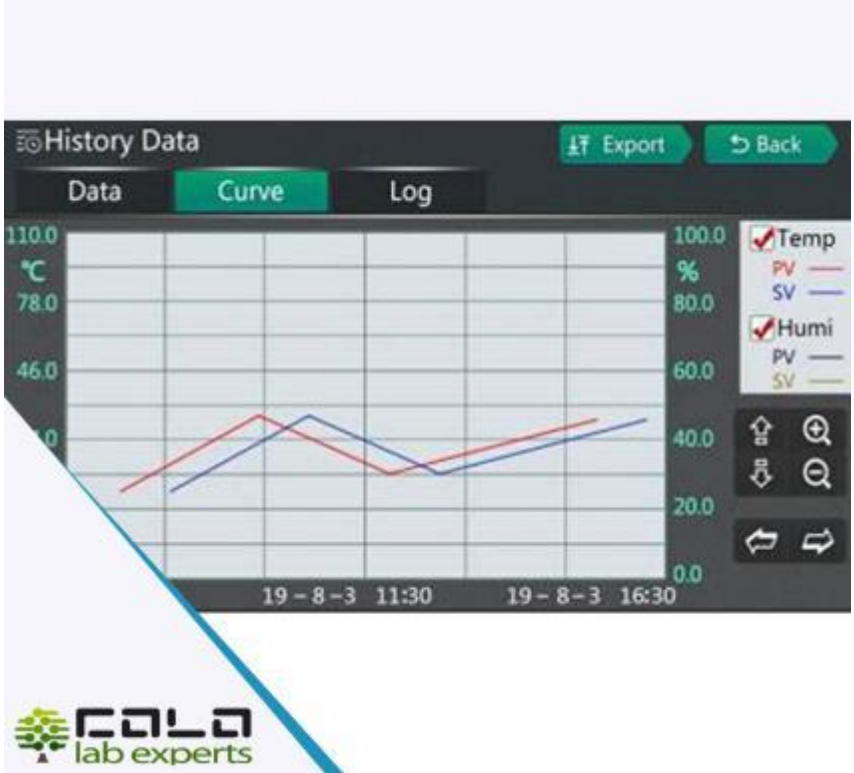 History Data
Export
Back
Data
Curve
Log
110.0
°C
78.0
46.0
100.0
%
80.0
60.0
40.0
20.0
0.0
19-8-3 11:30
19-8-3 16:30
Temp
PV
SV
Humi
PV
SV
lab experts